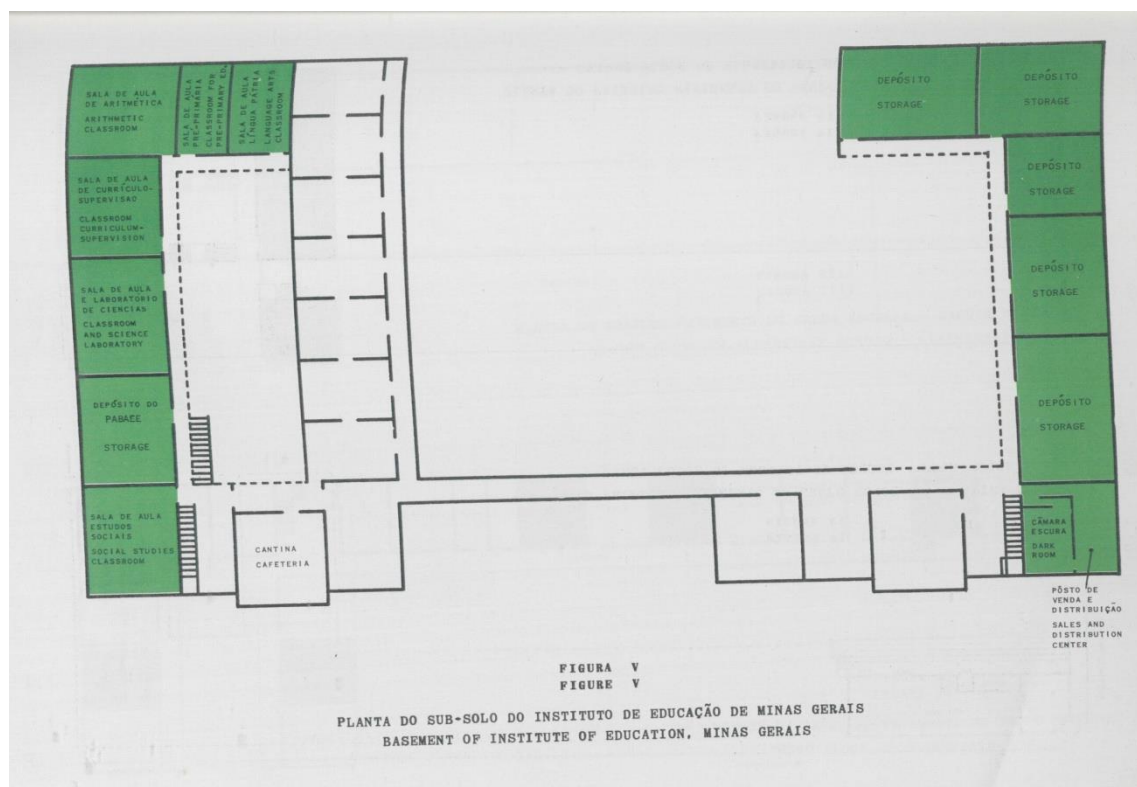 SALA DE AULA
DE ARITMÉTICA
ARITHMETIC
CLASSROOM
SALA DE AULA
PRÉ-PRIMÁRIA
CLASSROOM FOR
PRE-PRIMARY ED.
SALA DE AULA
LÍNGUA PÁTRIA
LANGUAGE ARTS
CLASSROOM
SALA DE AULA
DE CURRÍCULO-
SUPERVISAO
CLASSROOM
CURRICULUM-
SUPERVISION
SALA DE AULA
E LABORATÓRIO
DE CIENCIAS
CLASSROOM
AND SCIENCE
LABORATORY
DEPÓSITO DO
PABAEE
STORAGE
SALA DE AULA
ESTUDOS
SOCIAIS
SOCIAL STUDIES
CLASSROOM
CANTINA
CAFETERIA
DEPÓSITO
STORAGE
DEPÓSITO
STORAGE
DEPÓSITO
STORAGE
DEPÓSITO
STORAGE
DEPÓSITO
STORAGE
CÂMARA
ESCURA
DARK
ROOM
PÔSTO DE
VENDA E
DISTRIBUIÇÃO
SALES AND
DISTRIBUTION
CENTER
FIGURA V
FIGURE V
PLANTA DO SUB-SOLO DO INSTITUTO DE EDUCAÇÃO DE MINAS GERAIS
BASEMENT OF INSTITUTE OF EDUCATION, MINAS GERAIS